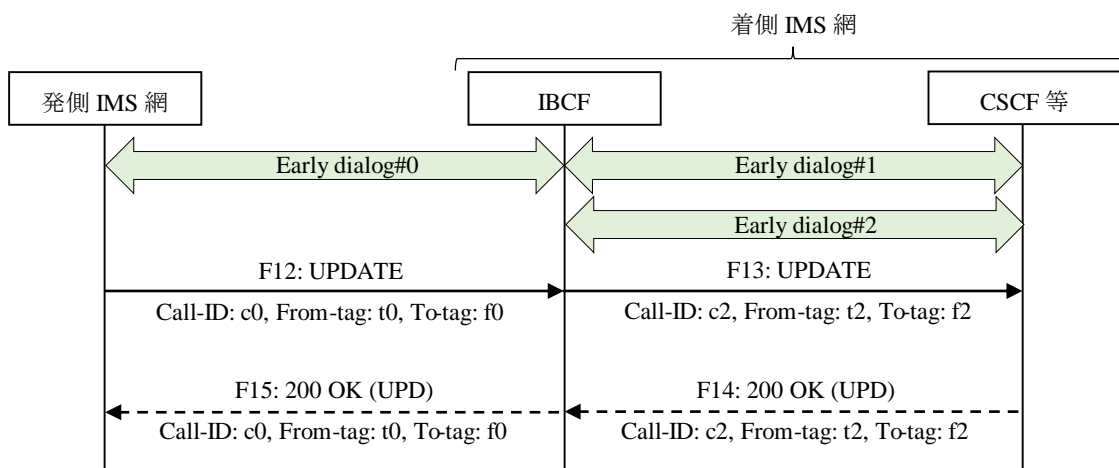 着側 IMS 網
発側 IMS 網
IBCF
CSCF 等
Early dialog#0
Early dialog#1
Early dialog#2
F12: UPDATE
F13: UPDATE
Call-ID: c0, From-tag: t0, To-tag: f0
Call-ID: c2, From-tag: t2, To-tag: f2
F15: 200 OK (UPD)
F14: 200 OK (UPD)
Call-ID: c0, From-tag: t0, To-tag: f0
Call-ID: c2, From-tag: t2, To-tag: f2